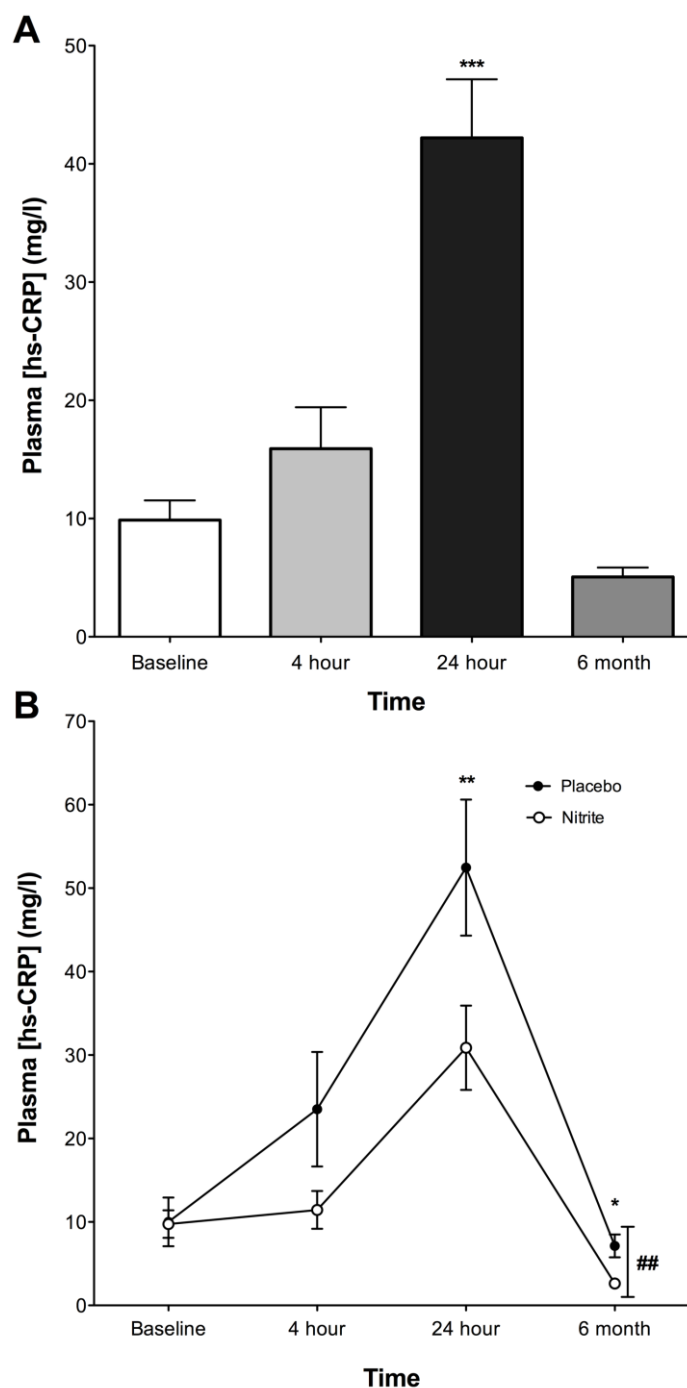 A
Plasma [hs-CRP] (mg/l)
50
40
30
20
10
0
***
Baseline
4 hour
24 hour
6 month
Time
B
Plasma [hs-CRP] (mg/l)
70
60
50
40
30
20
10
0
**
Placebo
Nitrite
*
##
Baseline
4 hour
24 hour
6 month
Time